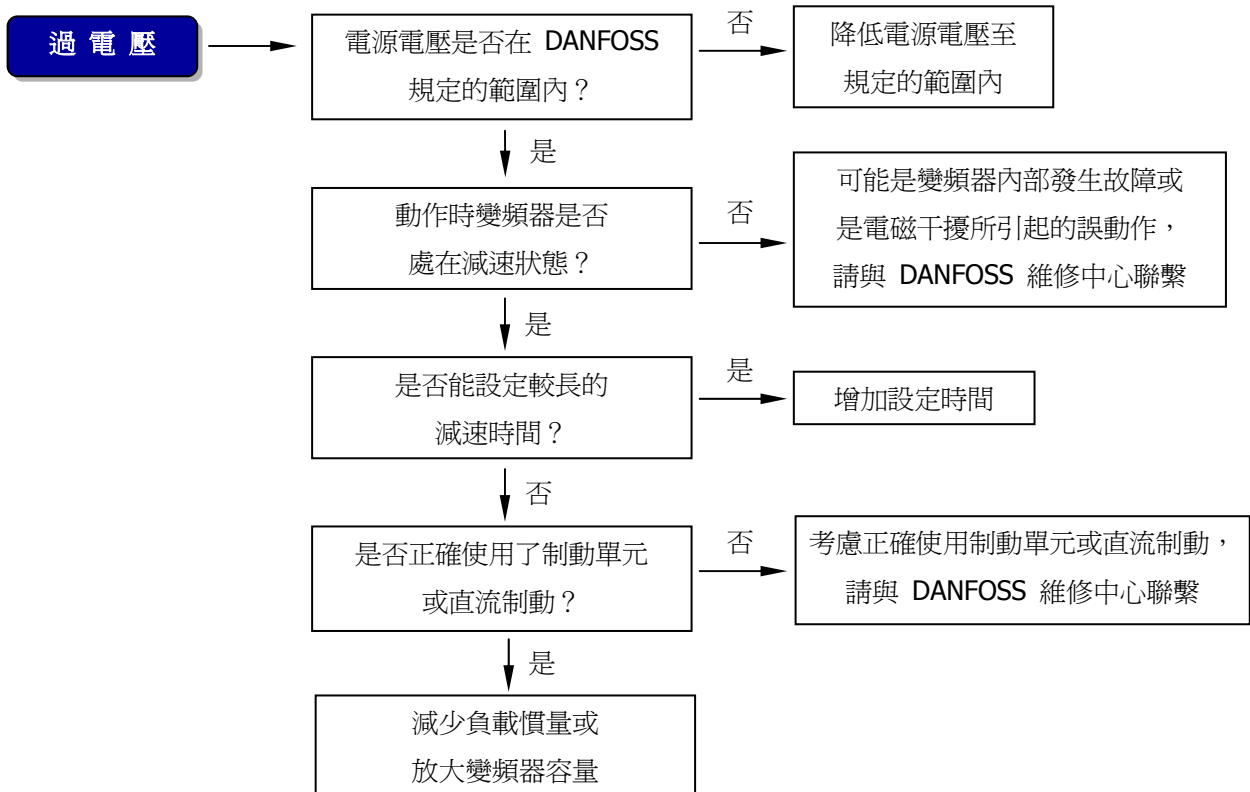 過電壓
電源電壓是否在 DANFOSS
規定的範圍內？
否
降低電源電壓至
規定的範圍內
是
動作時變頻器是否
處在減速狀態？
否
可能是變頻器內部發生故障或
是電磁干擾所引起的誤動作，
請與 DANFOSS 維修中心聯繫
是
是否能設定較長的
減速時間？
是
增加設定時間
否
是否正確使用了制動單元
或直流制動？
否
考慮正確使用制動單元或直流制動，
請與 DANFOSS 維修中心聯繫
是
減少負載慣量或
放大變頻器容量